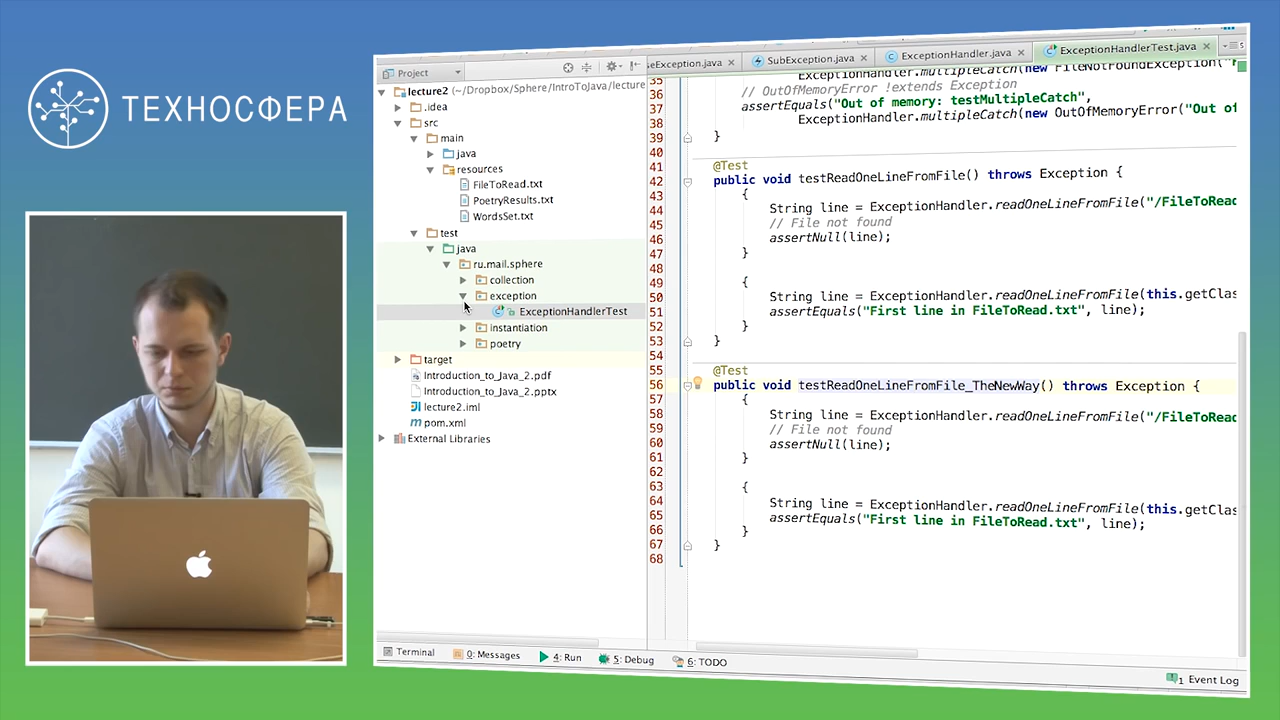 ТЕХНОСФЕРА
Project
lecture2 (~/Dropbox/Sphere/IntroToJava/lecture
.idea
src
main
java
resources
FileToRead.txt
PoetryResults.txt
WordsSet.txt
test
java
ru.mail.sphere
collection
exception
ExceptionHandlerTest
instantiation
poetry
target
Introduction_to_Java_2.pdf
Introduction_to_Java_2.pptx
lecture2.iml
pom.xml
External Libraries
seException.java
SubException.java
ExceptionHandler.java
ExceptionHandlerTest.java
35 ExceptionHandler.multipleCatch(new FileNotFoundException("
36 // OutOfMemoryError !extends Exception
37 assertEquals("Out of memory: testMultipleCatch",
38 ExceptionHandler.multipleCatch(new OutOfMemoryError("Out of
39 }
40
41 @Test
42 public void testReadOneLineFromFile() throws Exception {
43 {
44 String line = ExceptionHandler.readOneLineFromFile("/FileToRead
45 // File not found
46 assertNull(line);
47 }
48
49 {
50 String line = ExceptionHandler.readOneLineFromFile(this.getClas
51 assertEquals("First line in FileToRead.txt", line);
52 }
53 }
54
55 @Test
56 public void testReadOneLineFromFile_TheNewWay() throws Exception {
57 {
58 String line = ExceptionHandler.readOneLineFromFile("/FileToRead
59 // File not found
60 assertNull(line);
61 }
62
63 {
64 String line = ExceptionHandler.readOneLineFromFile(this.getClas
65 assertEquals("First line in FileToRead.txt", line);
66 }
67 }
68
Terminal
0: Messages
4: Run
5: Debug
6: TODO
1 Event Log